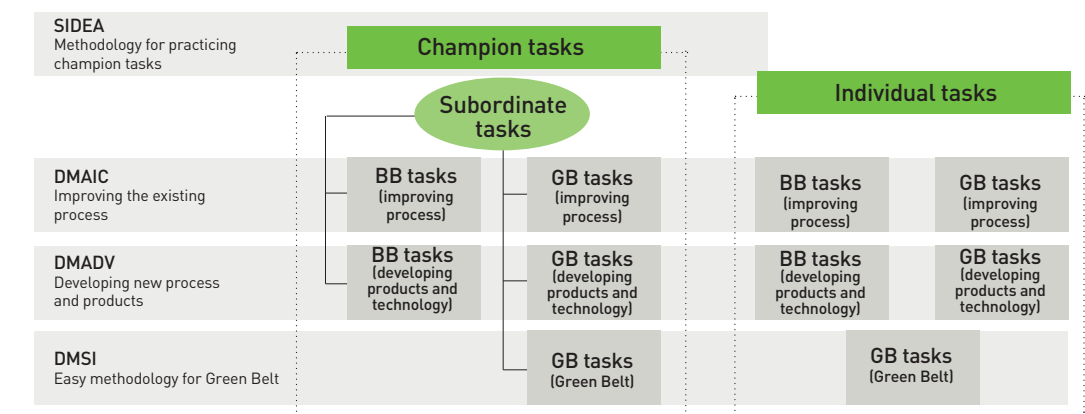 SIDEA
Methodology for practicing
champion tasks
Champion tasks
Individual tasks
Subordinate
tasks
DMAIC
Improving the existing
process
BB tasks
(improving
process)
GB tasks
(improving
process)
BB tasks
(improving
process)
GB tasks
(improving
process)
DMADV
Developing new process
and products
BB tasks
(developing
products and
technology)
GB tasks
(developing
products and
technology)
BB tasks
(developing
products and
technology)
GB tasks
(developing
products and
technology)
DMSI
Easy methodology for Green Belt
GB tasks
(Green Belt)
GB tasks
(Green Belt)